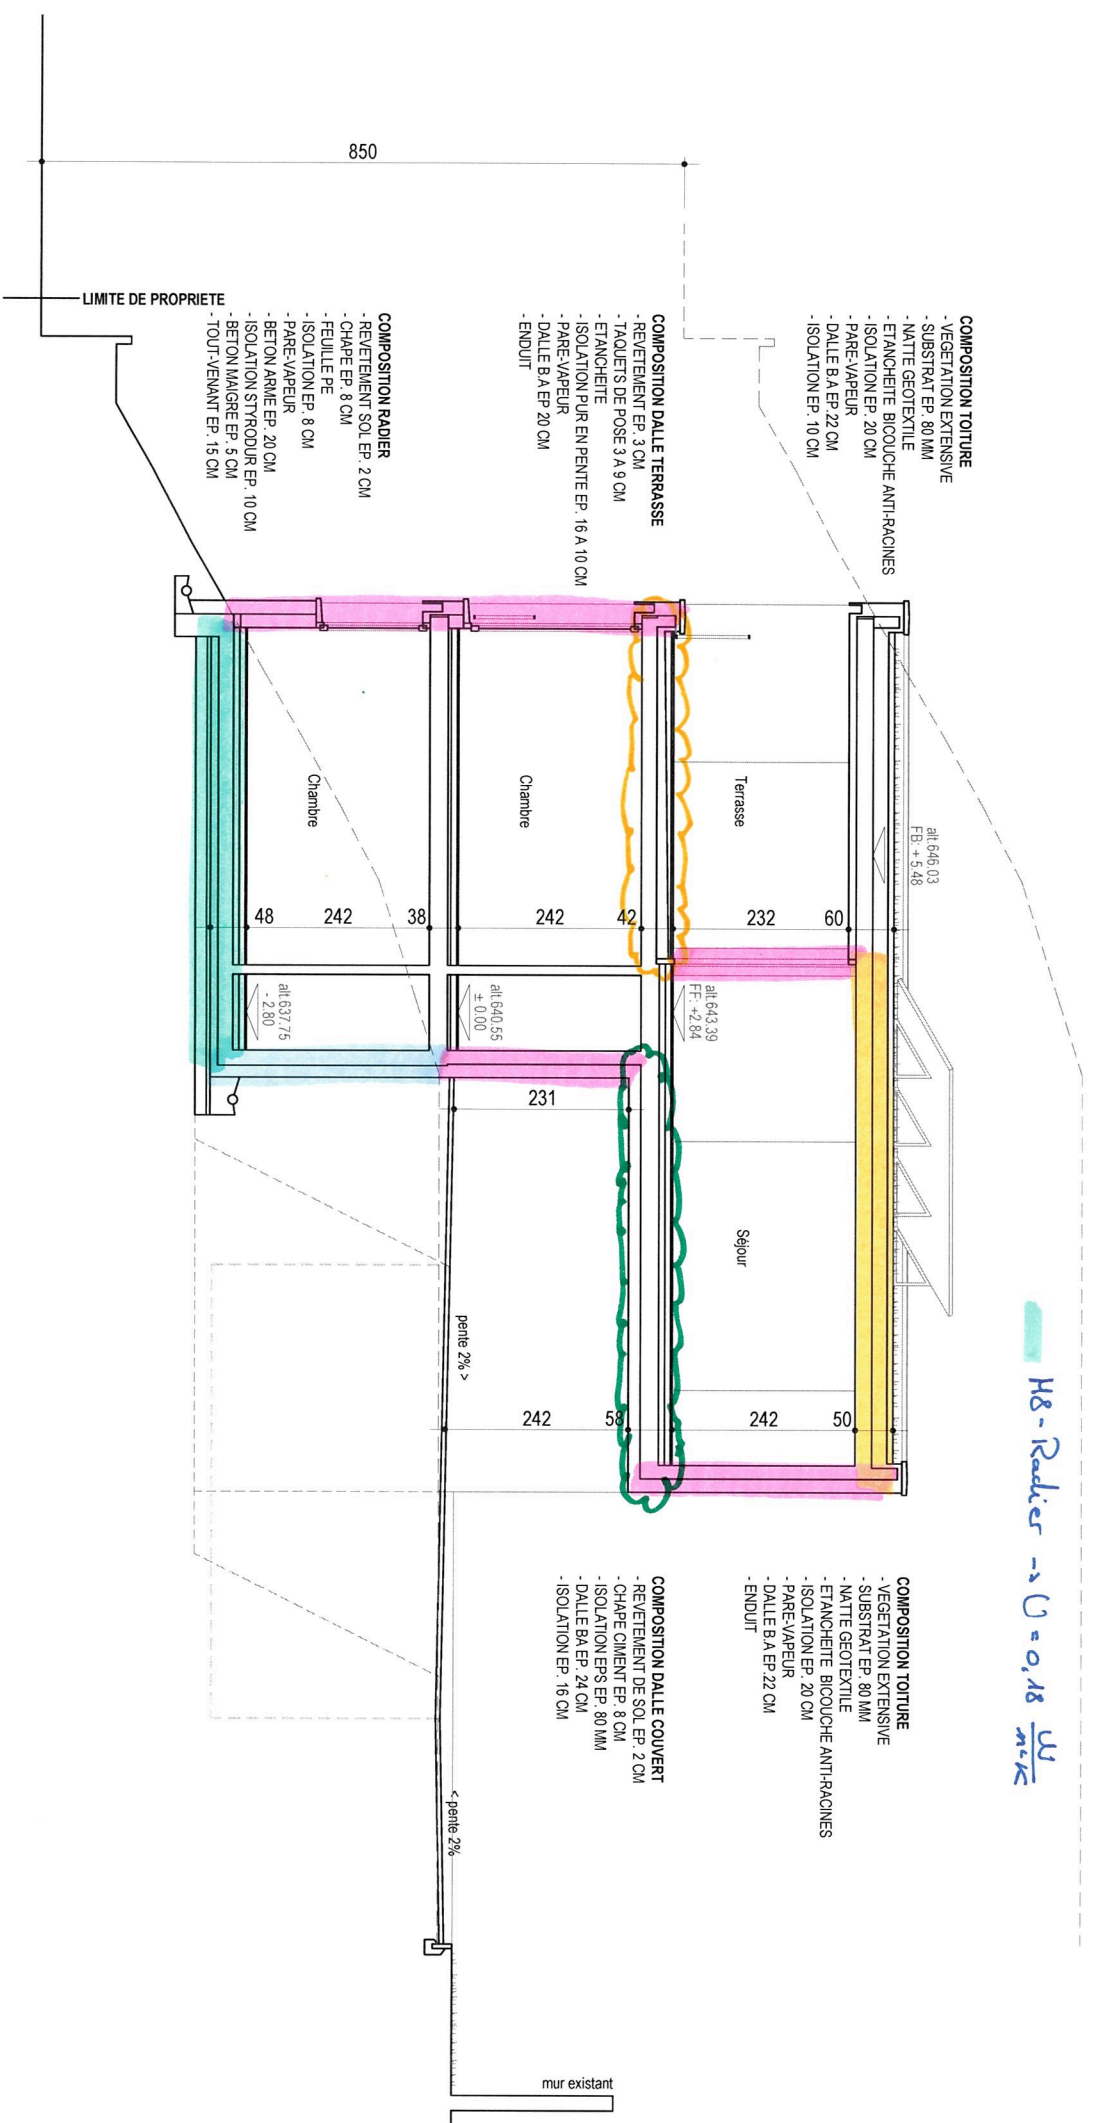 850
LIMITE DE PROPRIETE
COMPOSITION TOITURE
- VEGETATION EXTENSIVE
- SUBSTRAT EP. 80 MM
- NATTE GEOTEXTILE
- ETANCHEITE BICOUCHE ANTI-RACINES
- ISOLATION EP. 20 CM
- PARE-VAPEUR
- DALLE B.A EP.22 CM
- ISOLATION EP. 10 CM
COMPOSITION DALLE TERRASSE
- REVETEMENT EP. 3 CM
- TAQUETS DE POSE 3 A 9 CM
- ETANCHEITE
- ISOLATION PUR EN PENTE EP. 16 A 10 CM
- PARE-VAPEUR
- DALLE B.A EP. 20 CM
- ENDUIT
COMPOSITION RADIER
- REVETEMENT SOL EP. 2 CM
- CHAPE EP. 8 CM
- FEUILLE PE
- ISOLATION EP. 8 CM
- PARE-VAPEUR
- BETON ARME EP. 20 CM
- ISOLATION STYRODUR EP. 10 CM
- BETON MAIGRE EP. 5 CM
- TOUT-VENANT EP. 15 CM
alt.646.03
FB: + 5.48
Terrasse
Chambre
Chambre
60
232
42
242
38
242
48
alt.643.39
FF: +2.84
alt.640.55
± 0.00
alt.637.75
- 2.80
231
Séjour
50
242
58
242
pente 2% >
< pente 2%
H8 - Radier → U = 0,18 W/m²K
COMPOSITION TOITURE
- VEGETATION EXTENSIVE
- SUBSTRAT EP. 80 MM
- NATTE GEOTEXTILE
- ETANCHEITE BICOUCHE ANTI-RACINES
- ISOLATION EP. 20 CM
- PARE-VAPEUR
- DALLE B.A EP.22 CM
- ENDUIT
COMPOSITION DALLE COUVERT
- REVETEMENT DE SOL EP. 2 CM
- CHAPE CIMENT EP. 8 CM
- ISOLATION EPS EP. 80 MM
- DALLE BA EP. 24 CM
- ISOLATION EP. 16 CM
mur existant